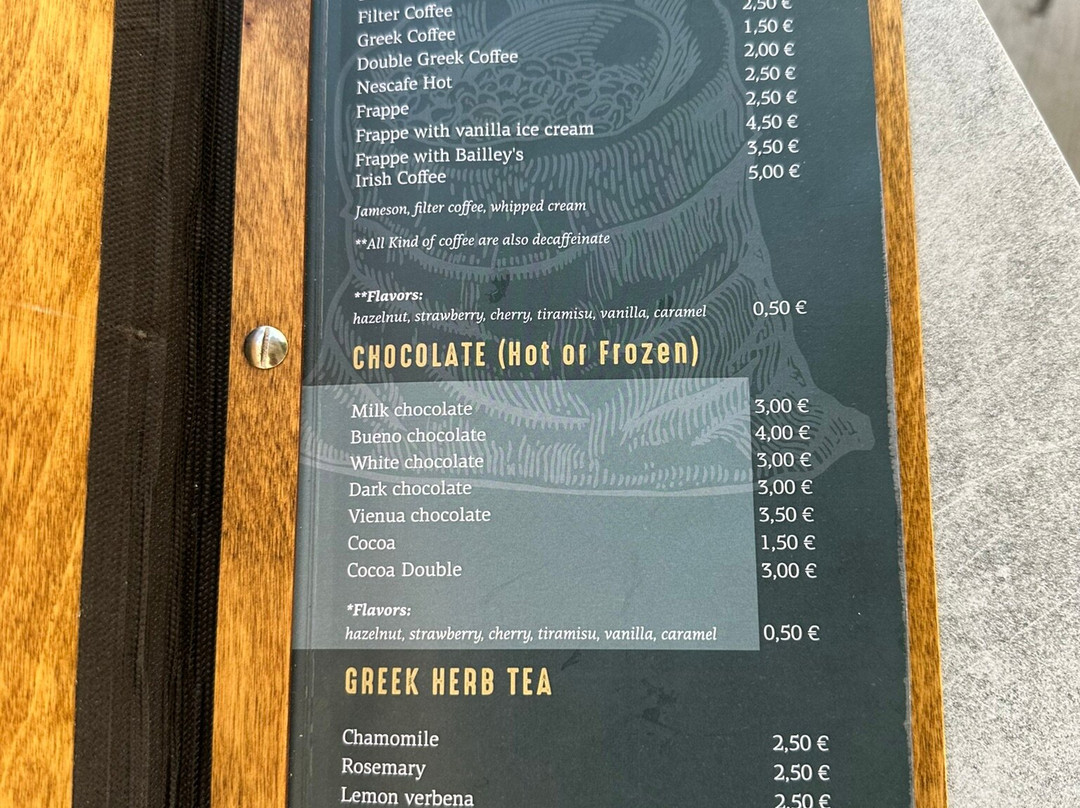 Filter Coffee 2,50 €
Greek Coffee 1,50 €
Double Greek Coffee 2,00 €
Nescafe Hot 2,50 €
Frappe 2,50 €
Frappe with vanilla ice cream 4,50 €
Frappe with Bailley's 3,50 €
Irish Coffee 5,00 €
Jameson, filter coffee, whipped cream
**All Kind of coffee are also decaffeinate
**Flavors:
hazelnut, strawberry, cherry, tiramisu, vanilla, caramel 0,50 €
CHOCOLATE (Hot or Frozen)
Milk chocolate 3,00 €
Bueno chocolate 4,00 €
White chocolate 3,00 €
Dark chocolate 3,00 €
Vienua chocolate 3,50 €
Cocoa 1,50 €
Cocoa Double 3,00 €
*Flavors:
hazelnut, strawberry, cherry, tiramisu, vanilla, caramel 0,50 €
GREEK HERB TEA
Chamomile 2,50 €
Rosemary 2,50 €
Lemon verbena 2,50 €